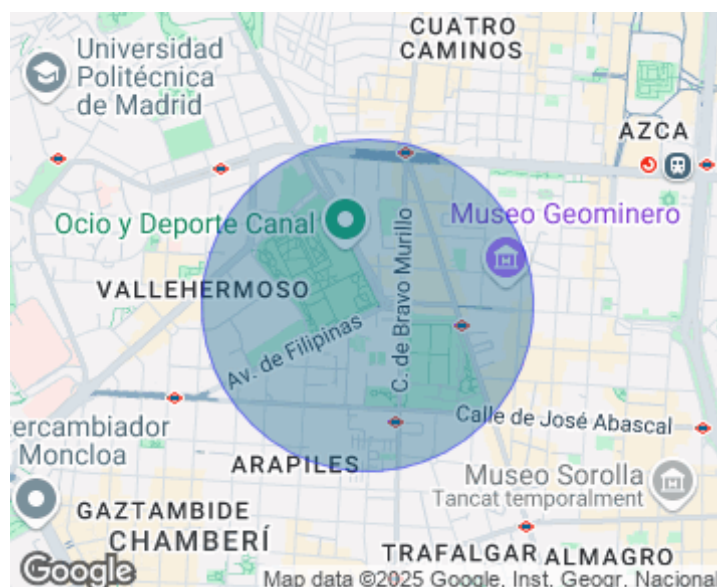 CUATRO
CAMINOS
Universidad
Politécnica
de Madrid
AZCA
Ocio y Deporte Canal
Museo Geominero
C. de Bravo Murillo
VALLEHERMOSO
Av. de Filipinas
Calle de José Abascal
tercambiador
Moncloa
ARAPILES
Museo Sorolla
Tancat temporalment
GAZTAMBIDE
CHAMBERÍ
TRAFALGAR
ALMAGRO
Google
Map data ©2025 Google, Inst. Geogr. Nacional